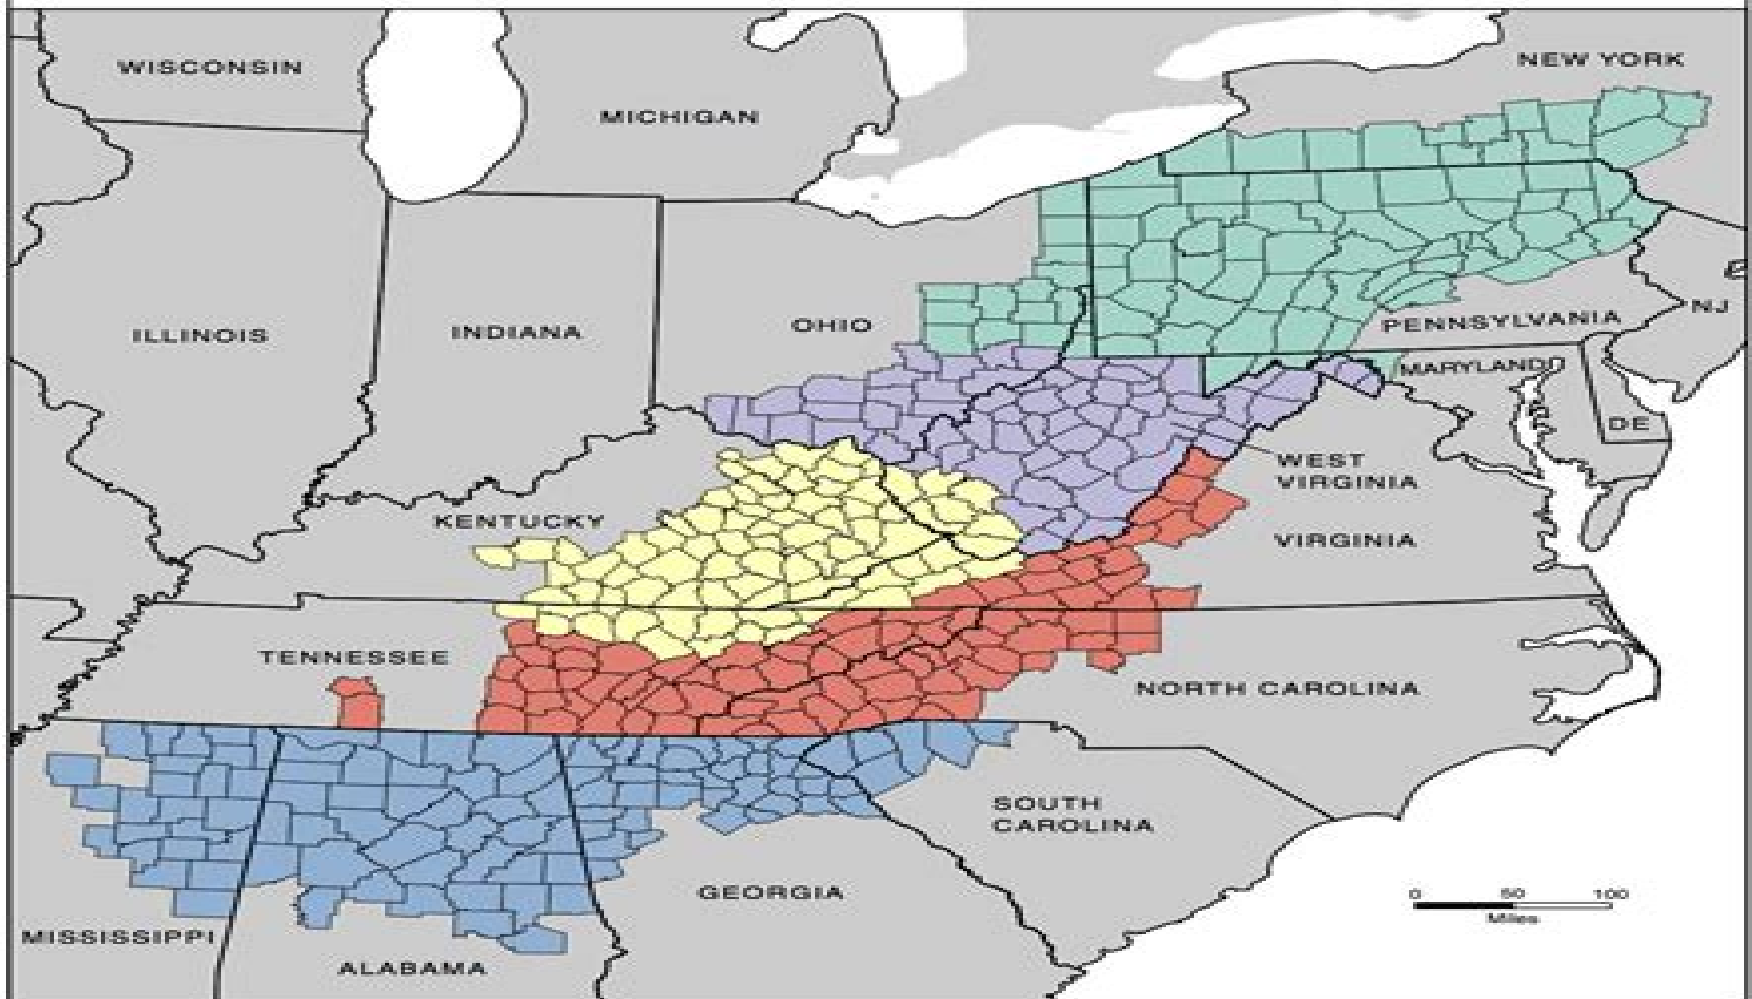 WISCONSIN
NEW YORK
MICHIGAN
ILLINOIS
INDIANA
OHIO
NJ
PENNSYLVANIA
MARYLAND
DE
WEST
VIRGINIA
KENTUCKY
VIRGINIA
TENNESSEE
NORTH CAROLINA
SOUTH
CAROLINA
GEORGIA
0 50 100
Miles
MISSISSIPPI
ALABAMA